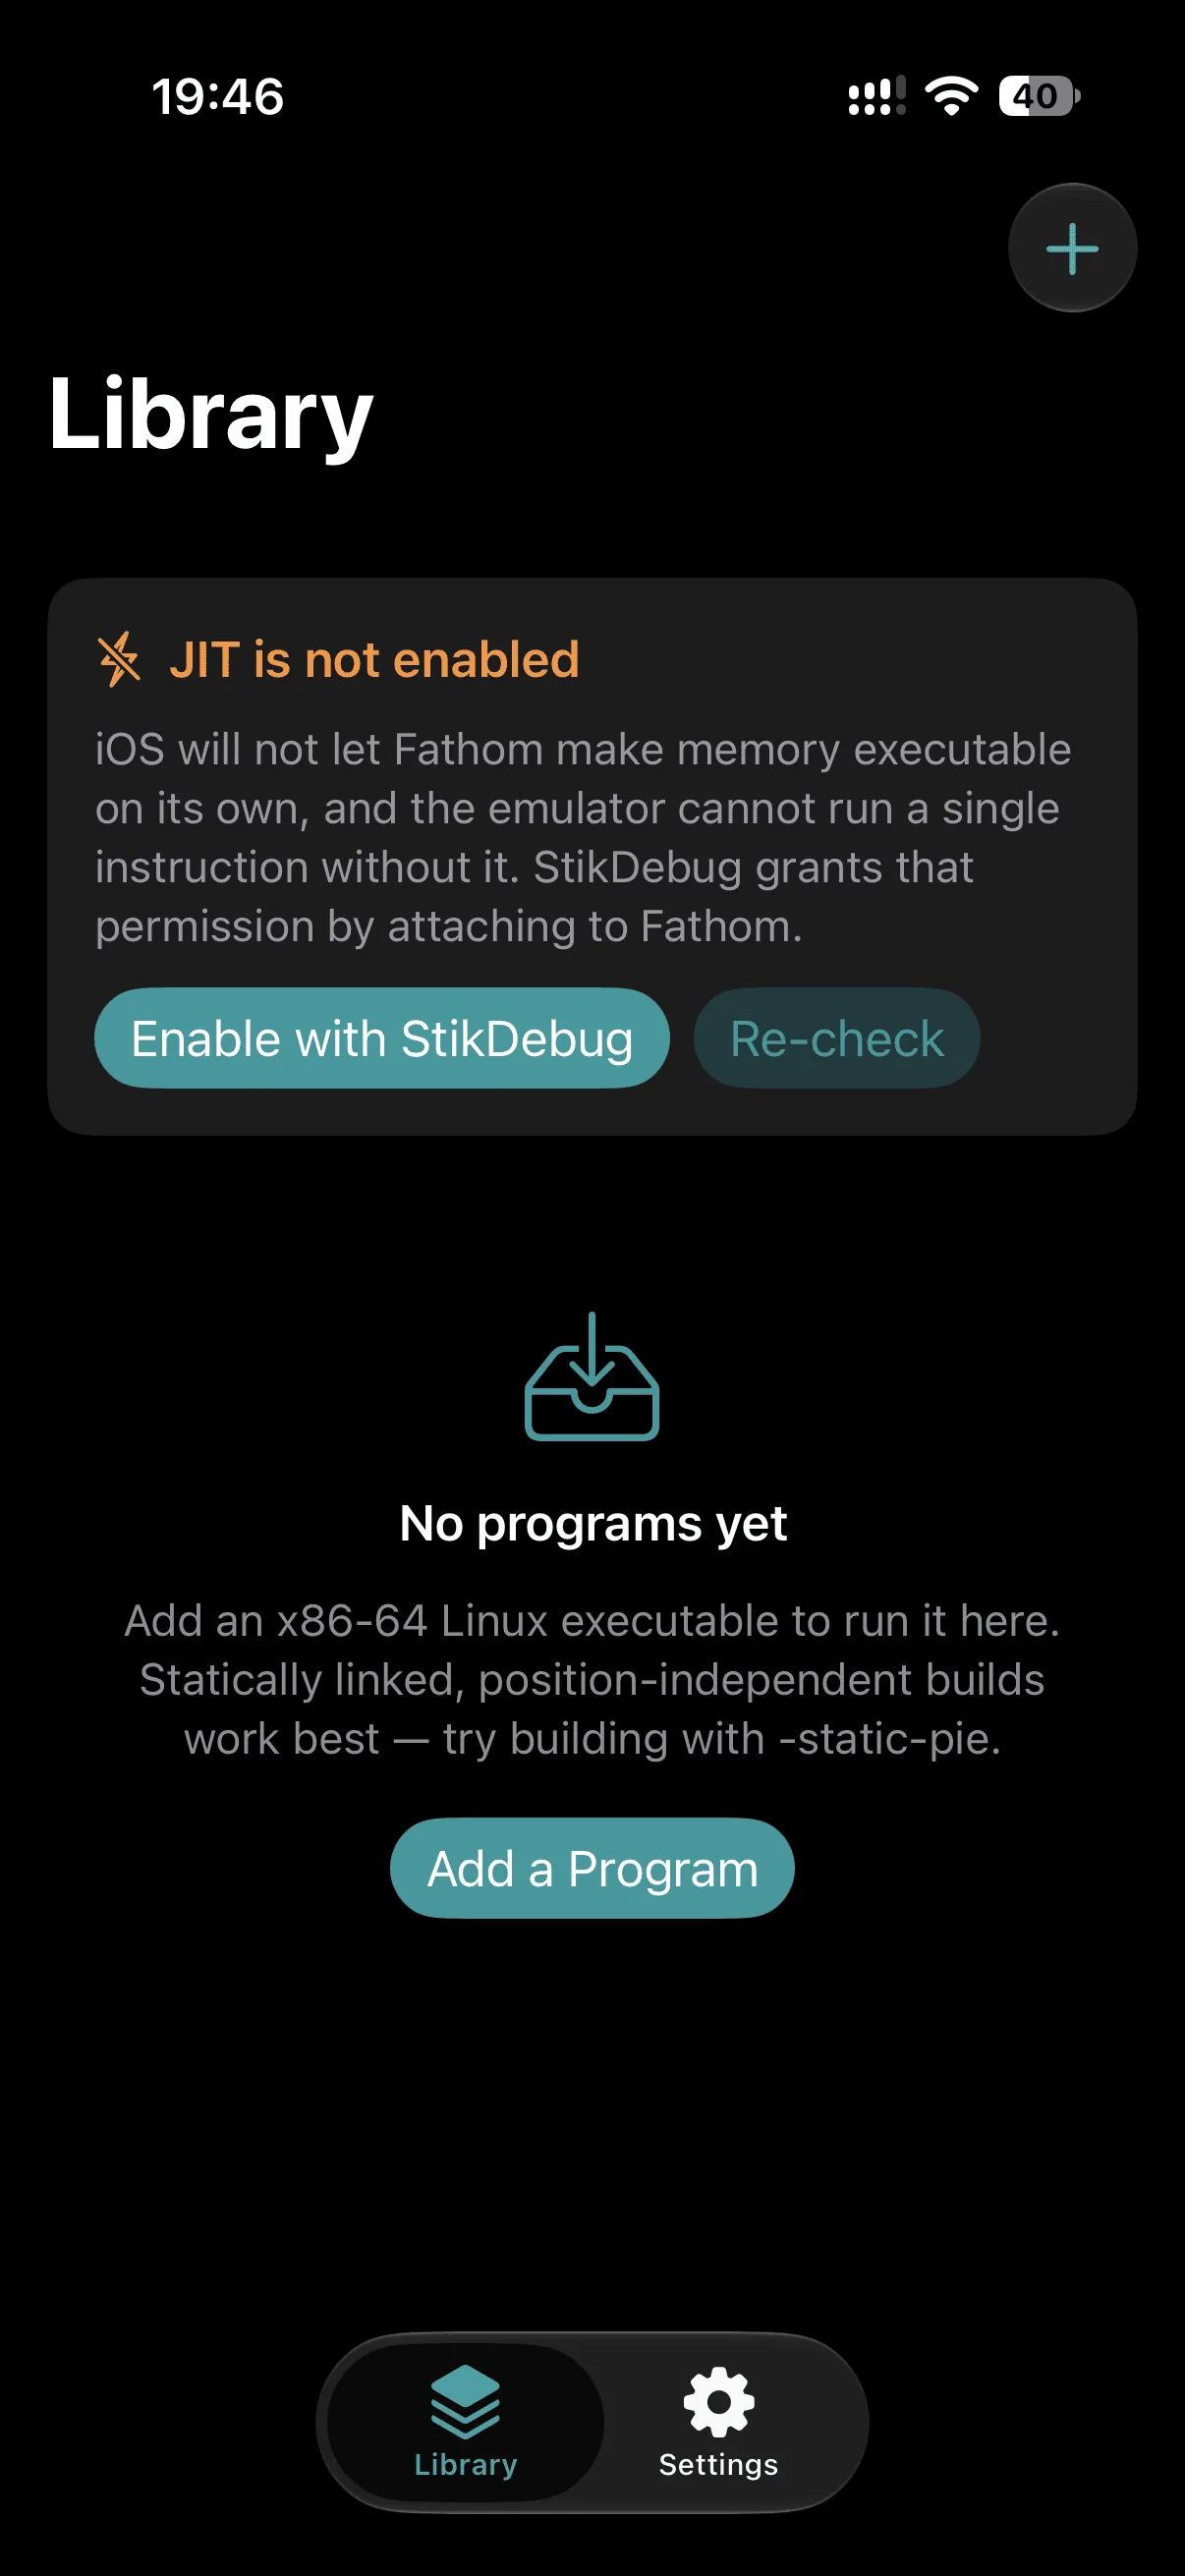 19:46
40
Library
JIT is not enabled
iOS will not let Fathom make memory executable
on its own, and the emulator cannot run a single
instruction without it. StikDebug grants that
permission by attaching to Fathom.
Enable with StikDebug
Re-check
No programs yet
Add an x86-64 Linux executable to run it here.
Statically linked, position-independent builds
work best — try building with -static-pie.
Add a Program
Library
Settings